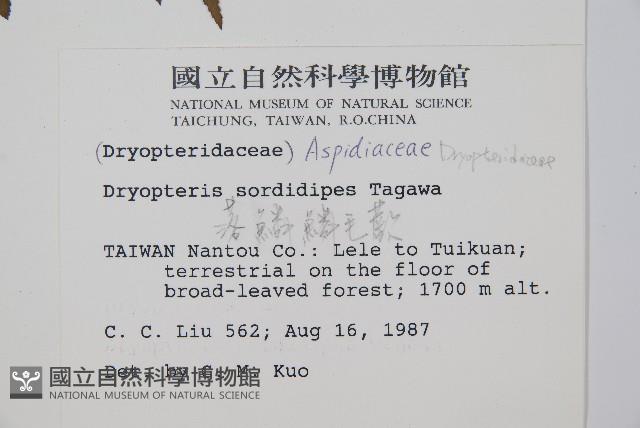 國立自然科學博物館
NATIONAL MUSEUM OF NATURAL SCIENCE
TAICHUNG, TAIWAN, R.O.CHINA
(Dryopteridaceae) Aspidiaceae Dryopteridaceae
Dryopteris sordidipes Tagawa
落鱗鱗毛蕨
TAIWAN Nantou Co.: Lele to Tuikuan;
terrestrial on the floor of
broad-leaved forest; 1700 m alt.
C. C. Liu 562; Aug 16, 1987
Det. by C. M. Kuo
國立自然科學博物館
NATIONAL MUSEUM OF NATURAL SCIENCE